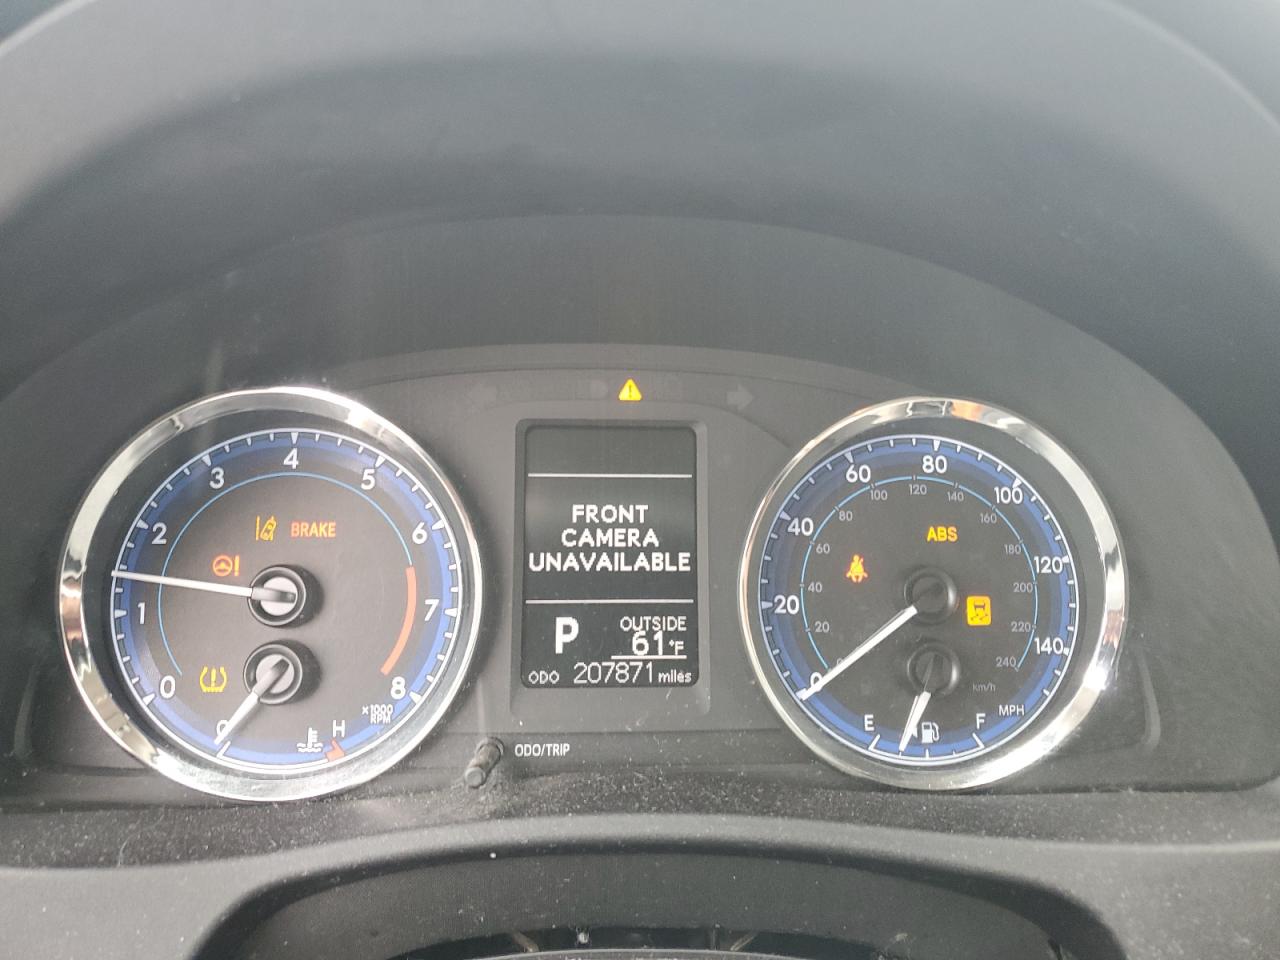 FRONT
CAMERA
UNAVAILABLE
P
OUTSIDE
61°F
ODO 207871 miles
ODO/TRIP
BRAKE
!
0
1
2
3
4
5
6
7
8
x1000
RPM
C
H
ABS
0
20
40
60
80
100
120
140
MPH
0
20
40
60
80
100
120
140
160
180
200
220
240
km/h
E
F